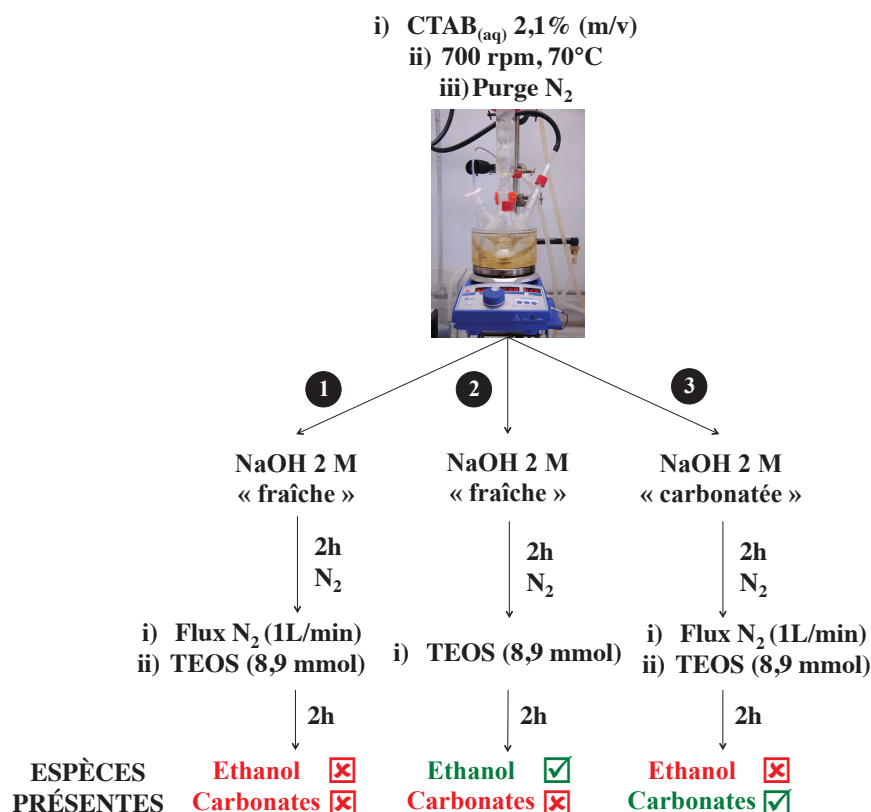 i) CTAB(aq) 2,1% (m/v)
ii) 700 rpm, 70°C
iii) Purge N2
1
2
3
NaOH 2 M
« fraîche »
NaOH 2 M
« fraîche »
NaOH 2 M
« carbonatée »
2h
N2
2h
N2
2h
N2
i) Flux N2 (1L/min)
ii) TEOS (8,9 mmol)
i) TEOS (8,9 mmol)
i) Flux N2 (1L/min)
ii) TEOS (8,9 mmol)
2h
2h
2h
ESPÈCES
PRÉSENTES
Ethanol
Carbonates
Ethanol
Carbonates
Ethanol
Carbonates